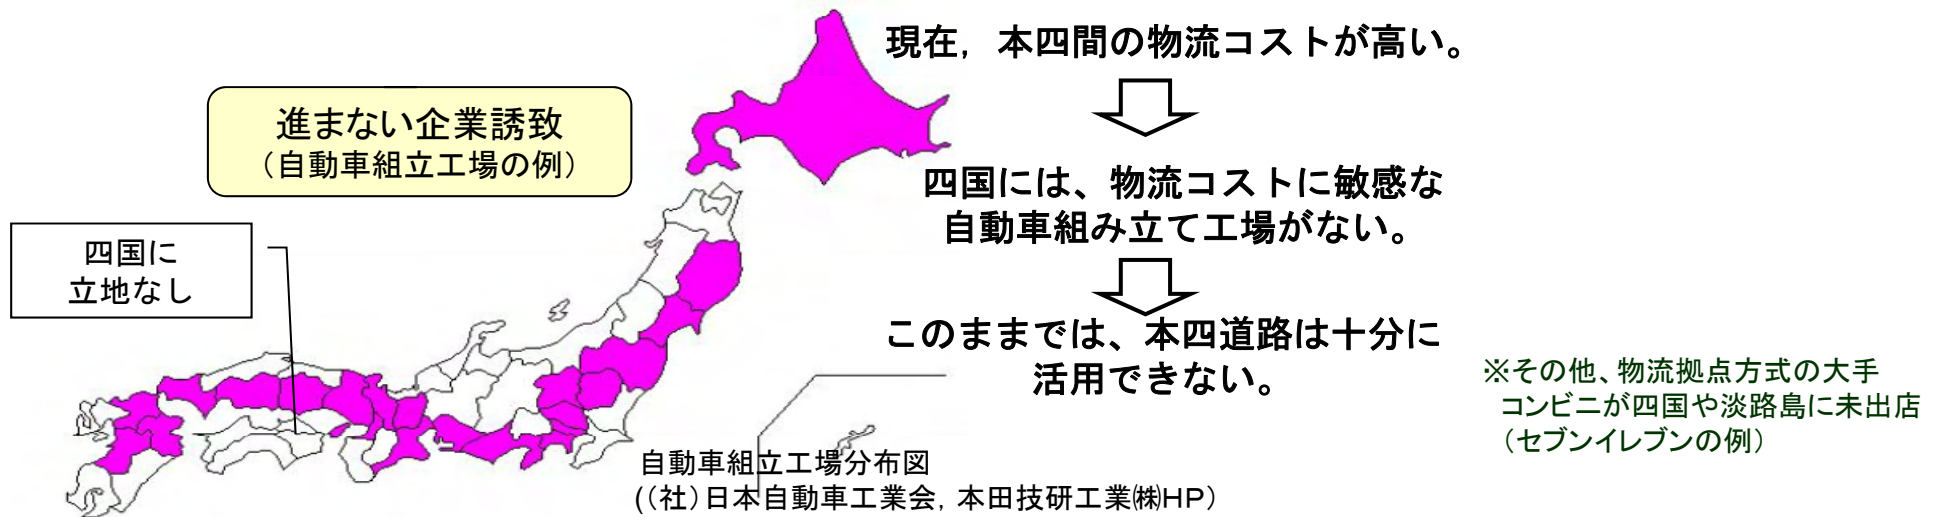 現在，本四間の物流コストが高い。
進まない企業誘致
（自動車組立工場の例）
四国には、物流コストに敏感な
自動車組み立て工場がない。
四国に
立地なし
このままでは、本四道路は十分に
活用できない。
※その他、物流拠点方式の大手
コンビニが四国や淡路島に未出店
（セブンイレブンの例）
自動車組立工場分布図
（（社）日本自動車工業会，本田技研工業㈱HP）